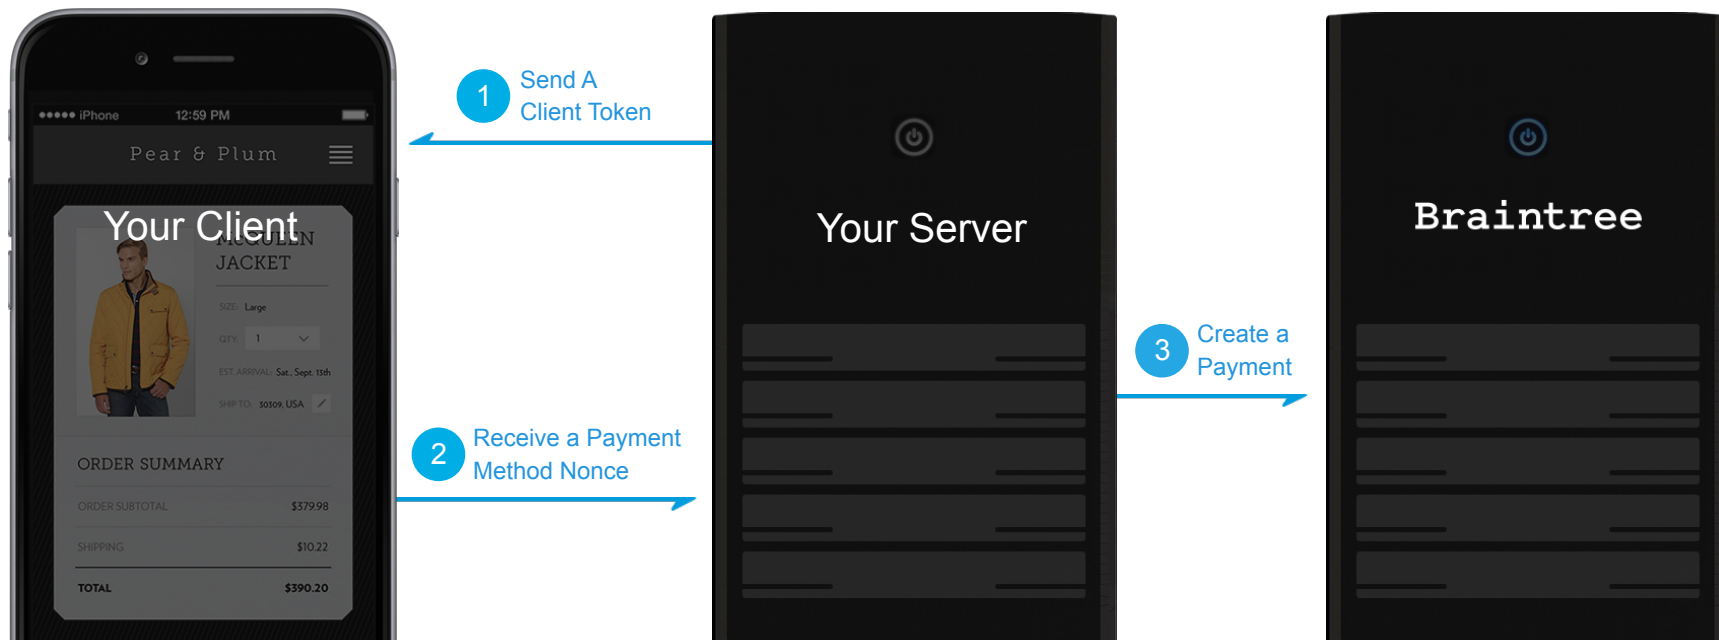 iPhone
12:59 PM
Pear & Plum
Your Client
McQUEEN
JACKET
SIZE: Large
QTY: 1
EST. ARRIVAL: Sat., Sept. 13th
SHIP TO: 30309, USA
ORDER SUMMARY
ORDER SUBTOTAL $379.98
SHIPPING $10.22
TOTAL $390.20
1
Send A
Client Token
2
Receive a Payment
Method Nonce
Your Server
3
Create a
Payment
Braintree